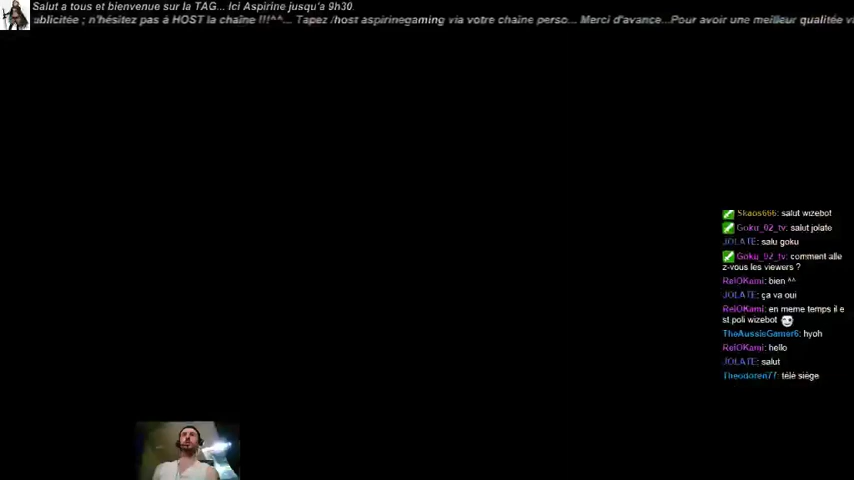 Salut a tous et bienvenue sur la TAG... Ici Aspirine jusqu'a 9h30.
ublicitée ; n'hésitez pas à HOST la chaîne !!!^^... Tapez /host aspirinegaming via votre chaîne perso... Merci d'avance...Pour avoir une meilleur qualitée v
Skaos666: salut wizebot
Goku_02_tv: salut jolate
JOLATE: salu goku
Goku_02_tv: comment alle
z-vous les viewers ?
RelOKami: bien ^^
JOLATE: ça va oui
RelOKami: en meme temps il e
st poli wizebot
TheAussieGamer6: hyoh
RelOKami: hello
JOLATE: salut
Theodoren77: télé siège